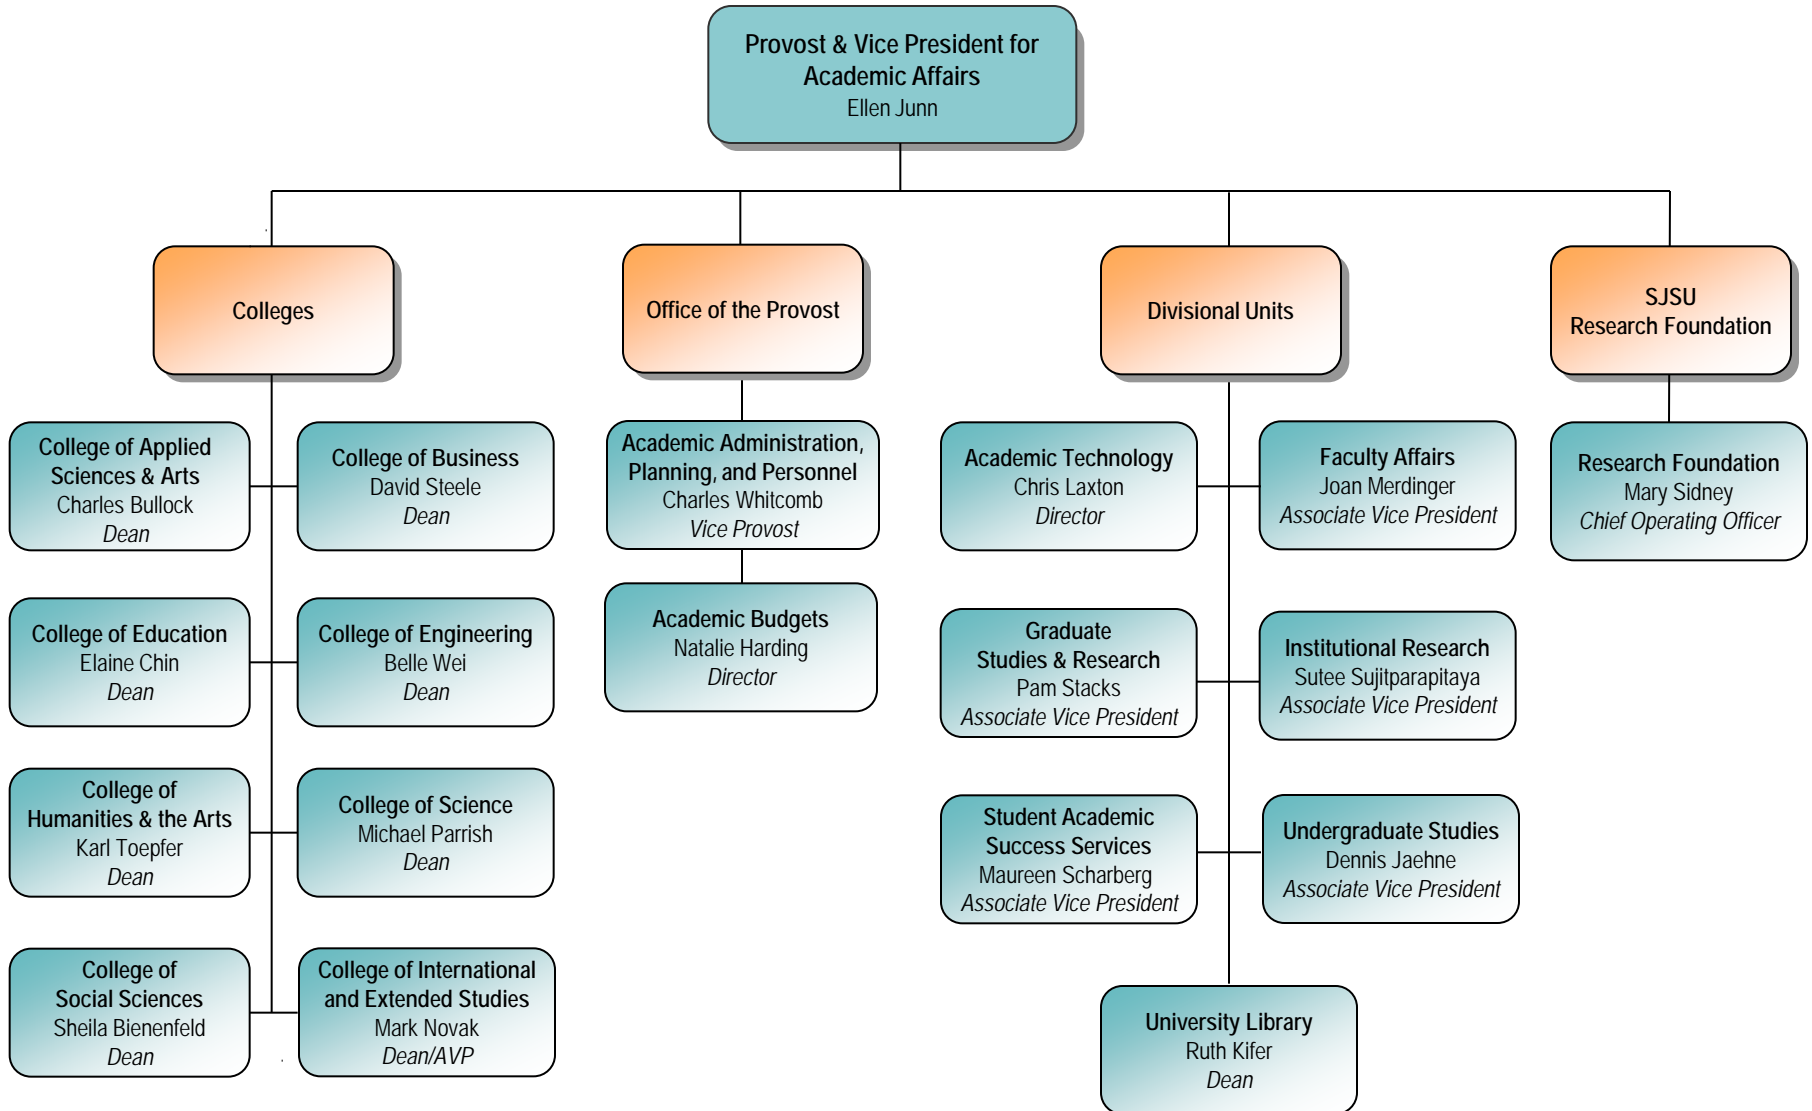 Provost & Vice President for
Academic Affairs
Ellen Junn
Colleges
Office of the Provost
Divisional Units
SJSU
Research Foundation
College of Applied
Sciences & Arts
Charles Bullock
Dean
College of Business
David Steele
Dean
College of Education
Elaine Chin
Dean
College of Engineering
Belle Wei
Dean
College of
Humanities & the Arts
Karl Toepfer
Dean
College of Science
Michael Parrish
Dean
College of
Social Sciences
Sheila Bienenfeld
Dean
College of International
and Extended Studies
Mark Novak
Dean/AVP
Academic Administration,
Planning, and Personnel
Charles Whitcomb
Vice Provost
Academic Budgets
Natalie Harding
Director
Academic Technology
Chris Laxton
Director
Faculty Affairs
Joan Merdinger
Associate Vice President
Graduate
Studies & Research
Pam Stacks
Associate Vice President
Institutional Research
Sutee Sujitparapitaya
Associate Vice President
Student Academic
Success Services
Maureen Scharberg
Associate Vice President
Undergraduate Studies
Dennis Jaehne
Associate Vice President
University Library
Ruth Kifer
Dean
Research Foundation
Mary Sidney
Chief Operating Officer